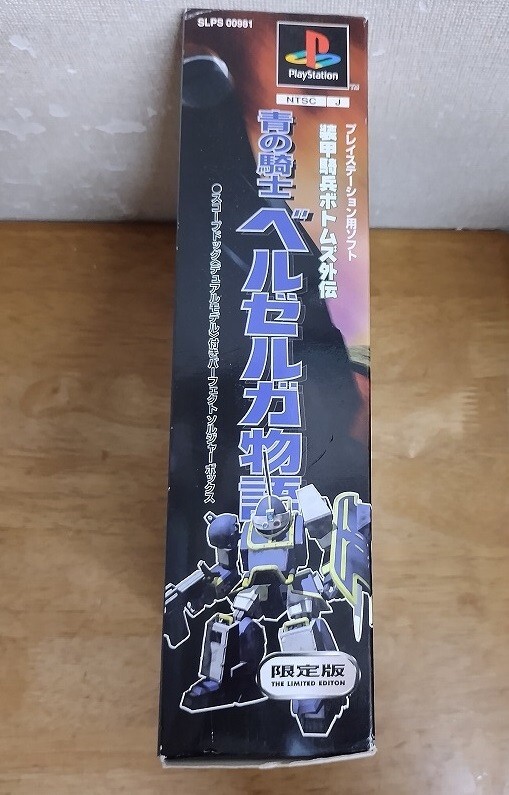 SLPS 00981
PlayStation
TM
NTSC J
プレイステーション用ソフト
装甲騎兵ボトムズ外伝
青の騎士
ベルゼルガ物語
●スコープドッグ〈デュアルモデル〉付きパーフェクトソルジャーボックス
限定版
THE LIMITED EDITON